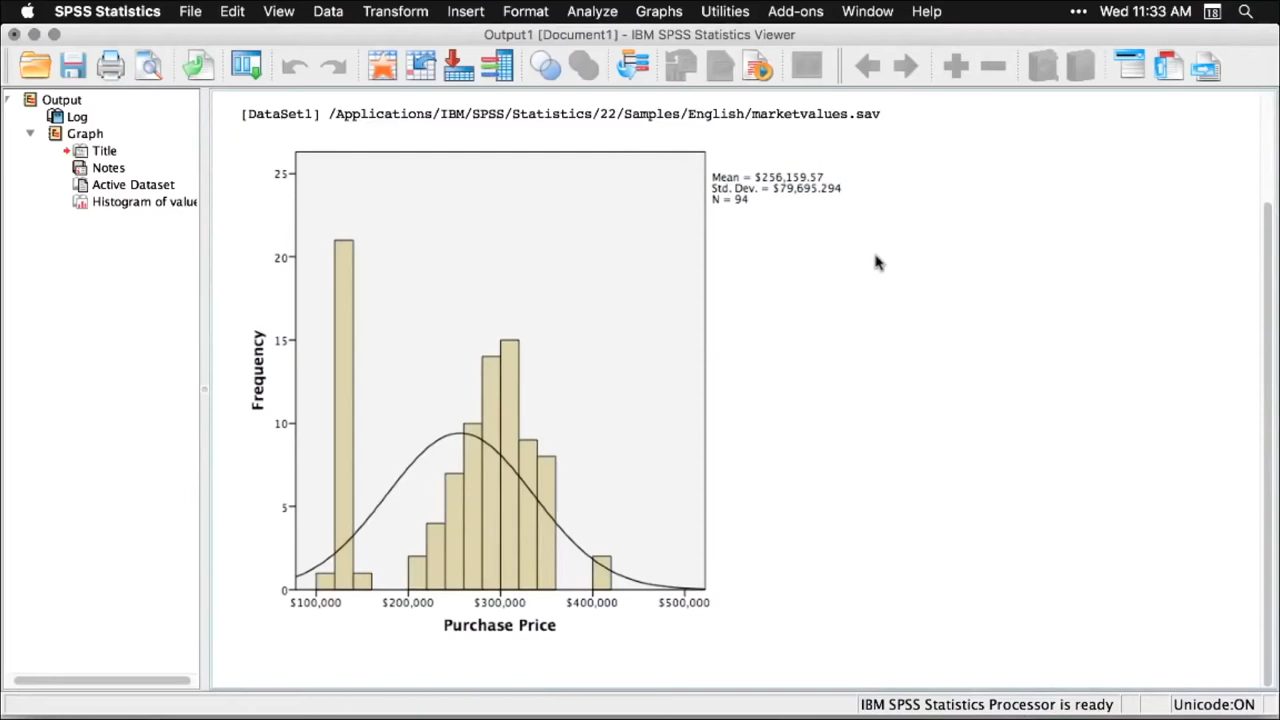 SPSS Statistics File Edit View Data Transform Insert Format Analyze Graphs Utilities Add-ons Window Help ••• Wed 11:33 AM 18
Output1 [Document1] - IBM SPSS Statistics Viewer
Output
Log
Graph
Title
Notes
Active Dataset
Histogram of value
[DataSet1] /Applications/IBM/SPSS/Statistics/22/Samples/English/marketvalues.sav
Mean = $256,159.57
Std. Dev. = $79,695.294
N = 94
25
20
15
10
5
0
Frequency
$100,000 $200,000 $300,000 $400,000 $500,000
Purchase Price
IBM SPSS Statistics Processor is ready Unicode:ON